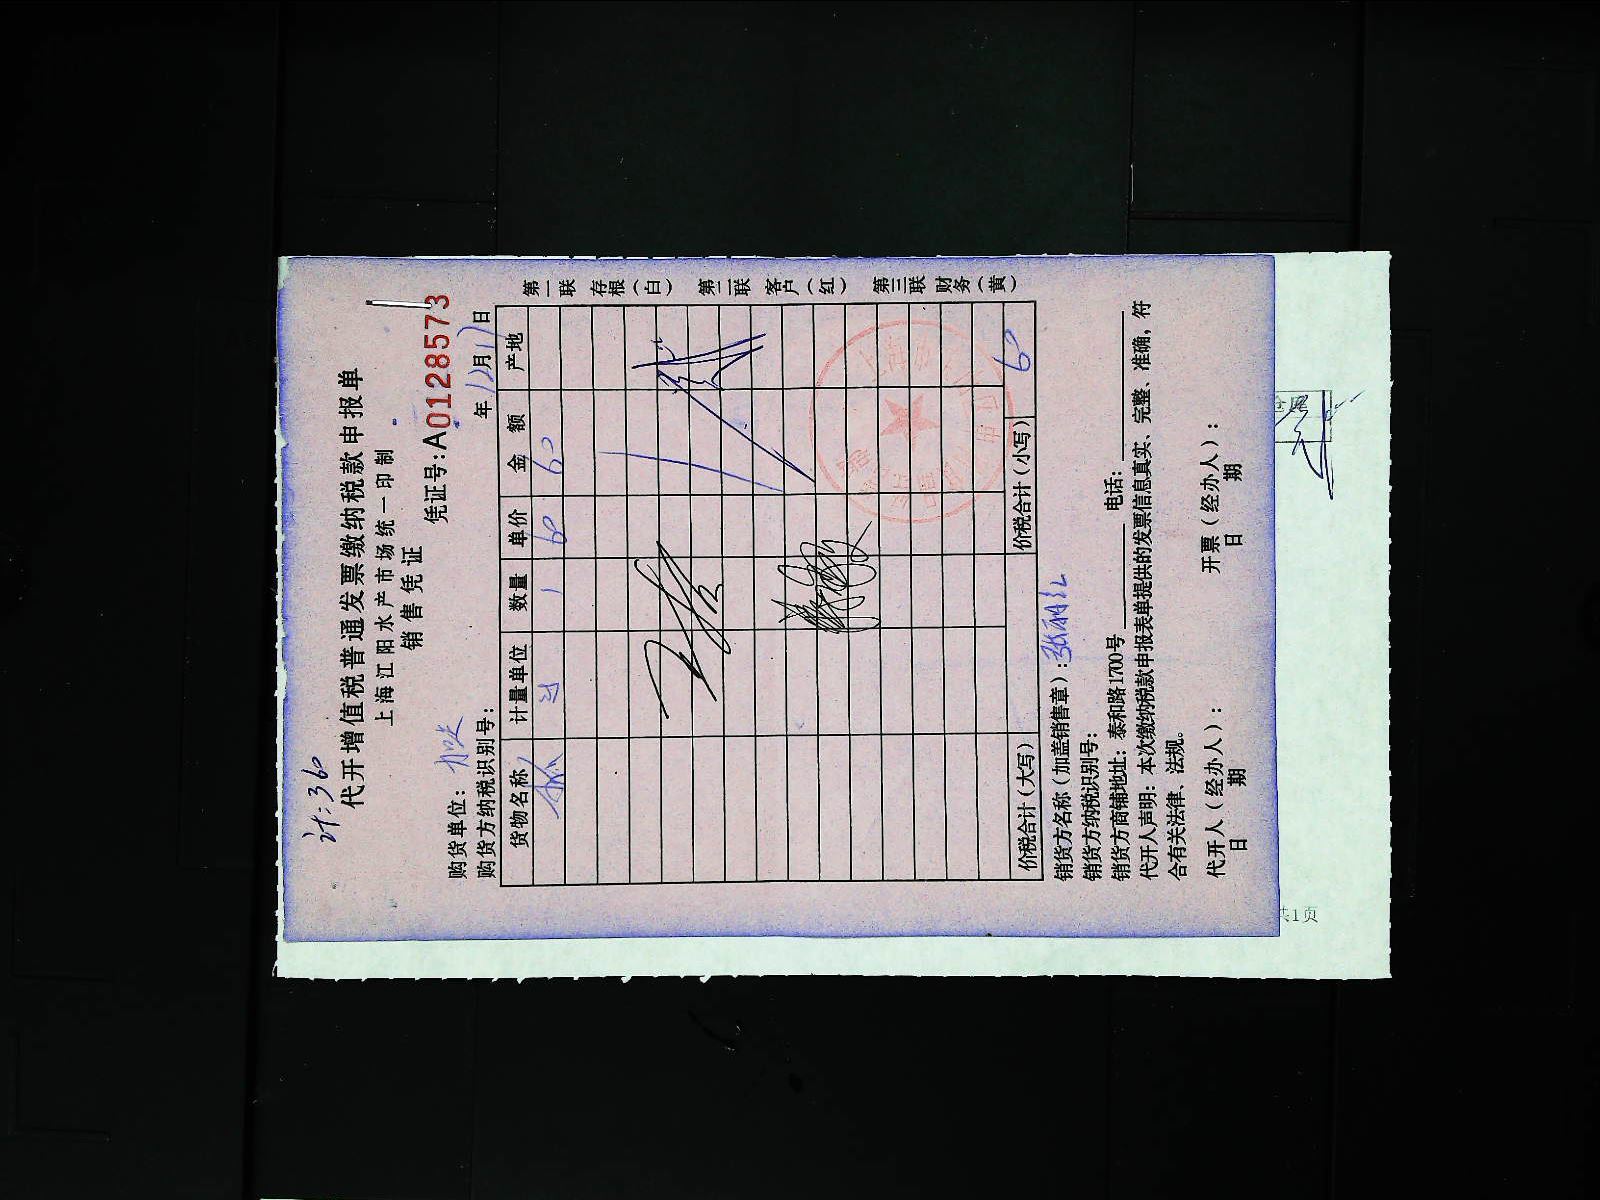 计:360
代开增值税普通发票缴纳税款申报单
上海江阳水产市场统一印制
销售凭证
凭证号:A0128573
购货单位:
年12月17日
购货方纳税识别号:
货物名称 计量单位 数量 单价 金额 产地
1 60 60
价税合计(大写) 价税合计(小写) 60
第一联 存根(白) 第二联 客户(红) 第三联 财务(黄)
销货方名称(加盖销售章):
销货方纳税识别号:
销货方商铺地址: 泰和路1700号 电话:
代开人声明: 本次缴纳税款申报表单提供的发票信息真实、完整、准确, 符
合有关法律、法规。
代开人(经办人): 开票(经办人):
日 期 日 期
共1页